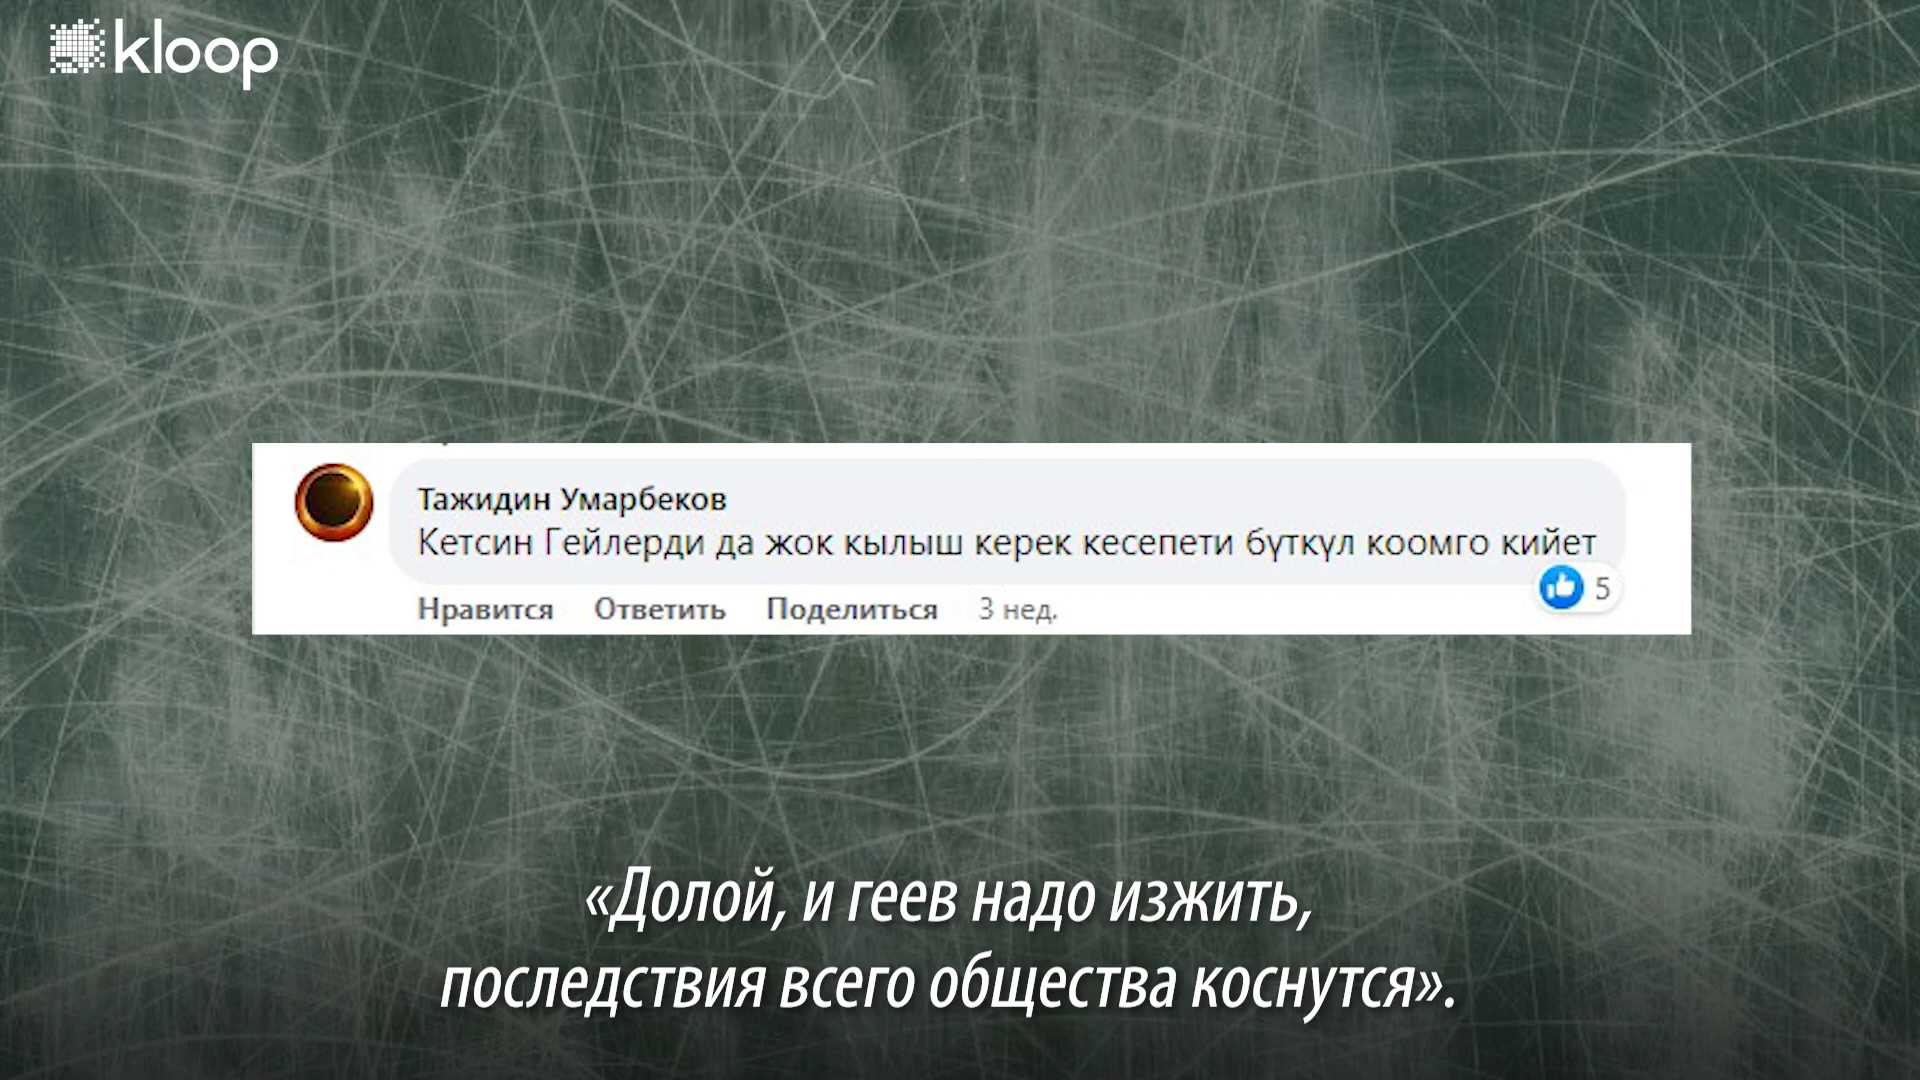 kloop
Тажидин Умарбеков
Кетсин Гейлерди да жок кылыш керек кесепети бүткүл коомго кийет
5
Нравится Ответить Поделиться 3 нед.
«Долой, и геев надо изжить,
последствия всего общества коснутся».